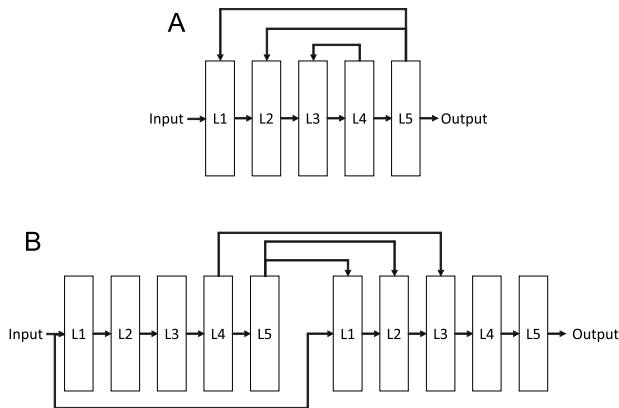 A
Input L1 L2 L3 L4 L5 Output
B
Input L1 L2 L3 L4 L5 L1 L2 L3 L4 L5 Output